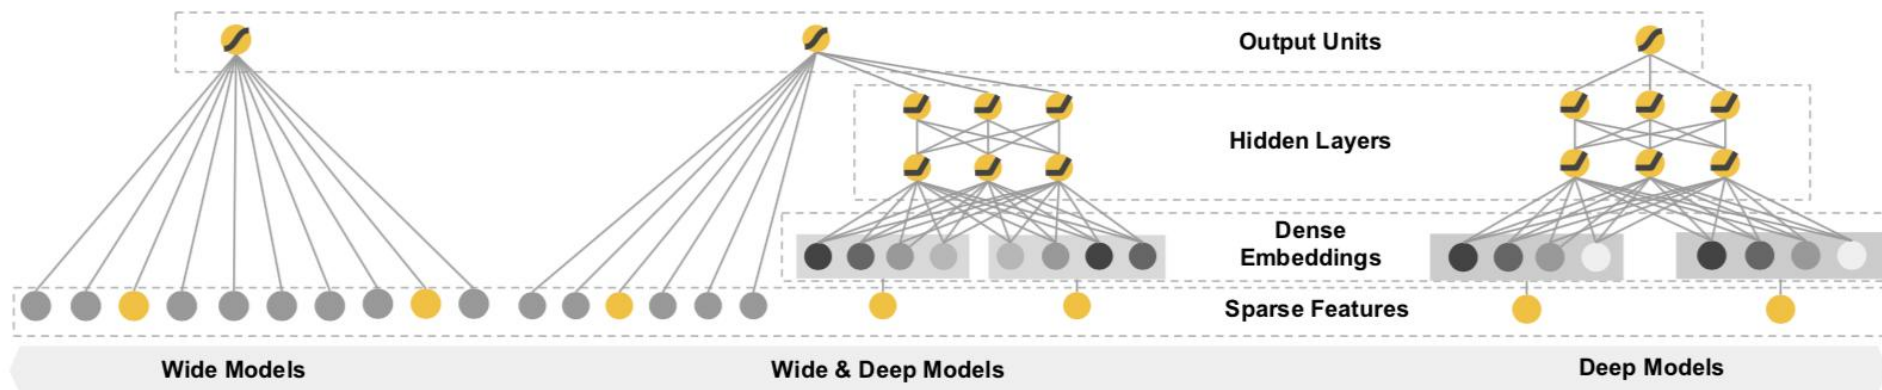 Output Units
Hidden Layers
Dense
Embeddings
Sparse Features
Wide Models
Wide & Deep Models
Deep Models